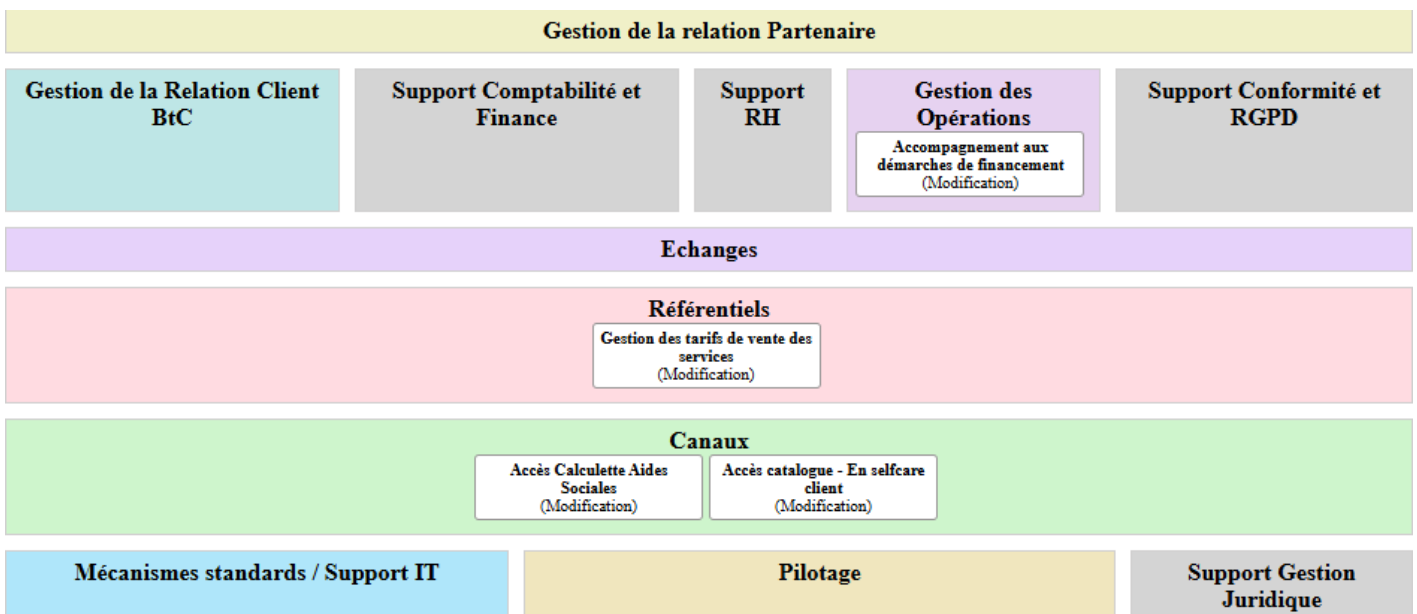 Gestion de la relation Partenaire
Gestion de la Relation Client
BtC
Support Comptabilité et
Finance
Support
RH
Gestion des
Opérations
Accompagnement aux
démarches de financement
(Modification)
Support Conformité et
RGPD
Echanges
Référentiels
Gestion des tarifs de vente des
services
(Modification)
Canaux
Accès Calculette Aides
Sociales
(Modification)
Accès catalogue - En selfcare
client
(Modification)
Mécanismes standards / Support IT
Pilotage
Support Gestion
Juridique